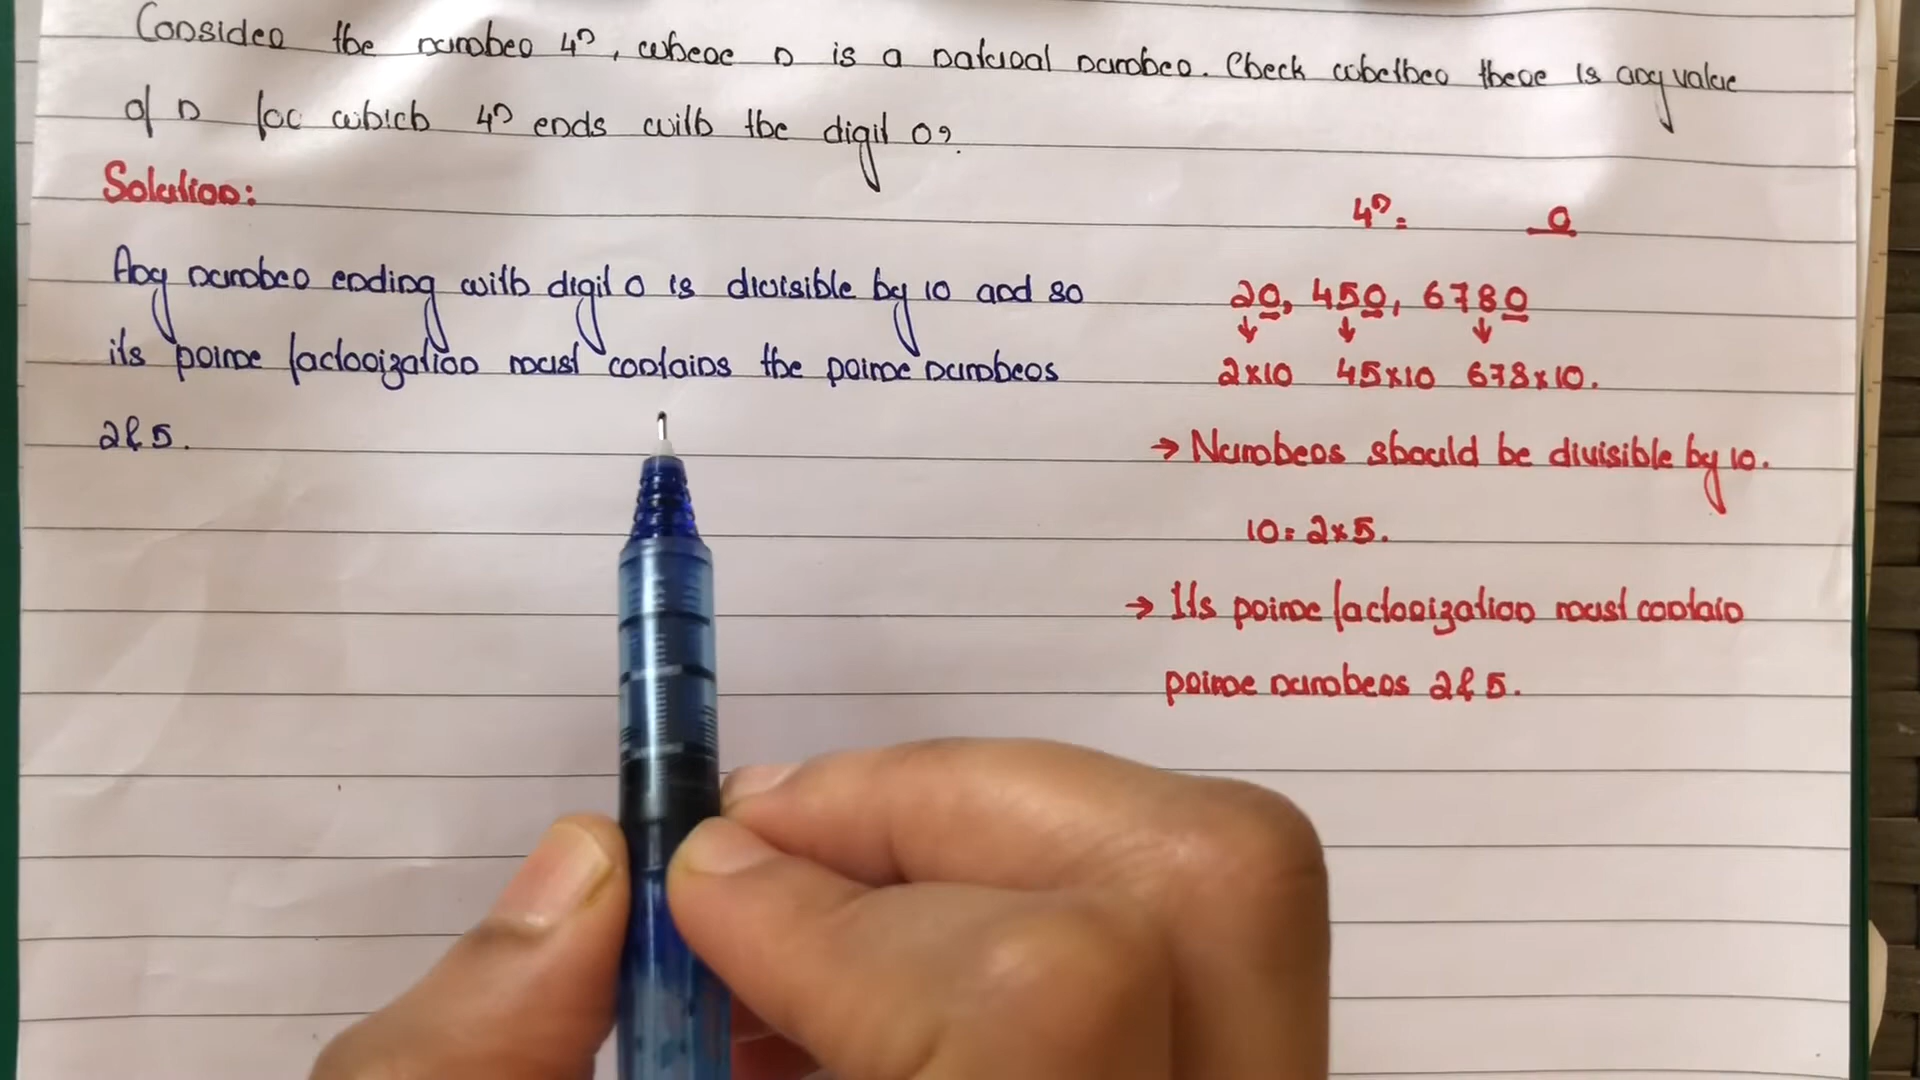 Consider the number 4ⁿ, where n is a natural number. Check whether there is any value
of n for which 4ⁿ ends with the digit 0?.
Solution:
Any number ending with digit 0 is divisible by 10 and so
its prime factorization must contains the prime numbers
2 & 5.
4ⁿ = 0
20, 450, 6780
↓ ↓ ↓
2×10 45×10 678×10.
→ Numbers should be divisible by 10.
10 = 2×5.
→ Its prime factorization must contain
prime numbers 2 & 5.